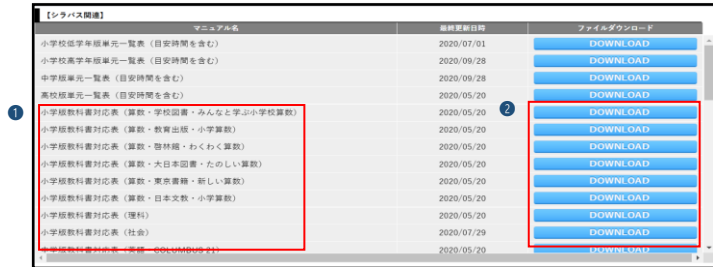 【シラバス関連】
マニュアル名 最終更新日時 ファイルダウンロード
小学校低学年版単元一覧表（目安時間を含む） 2020/07/01 DOWNLOAD
小学校高学年版単元一覧表（目安時間を含む） 2020/09/28 DOWNLOAD
中学版単元一覧表（目安時間を含む） 2020/09/28 DOWNLOAD
高校版単元一覧表（目安時間を含む） 2020/05/20 DOWNLOAD
1 小学版教科書対応表（算数・学校図書・みんなと学ぶ小学校算数） 2020/05/20 2 DOWNLOAD
小学版教科書対応表（算数・教育出版・小学算数） 2020/05/20 DOWNLOAD
小学版教科書対応表（算数・啓林館・わくわく算数） 2020/05/20 DOWNLOAD
小学版教科書対応表（算数・大日本図書・たのしい算数） 2020/05/20 DOWNLOAD
小学版教科書対応表（算数・東京書籍・新しい算数） 2020/05/20 DOWNLOAD
小学版教科書対応表（算数・日本文教・小学算数） 2020/05/20 DOWNLOAD
小学版教科書対応表（理科） 2020/05/20 DOWNLOAD
小学版教科書対応表（社会） 2020/07/29 DOWNLOAD
中学版教科書対応表（英語・COLUMBUS 21） 2020/05/20 DOWNLOAD